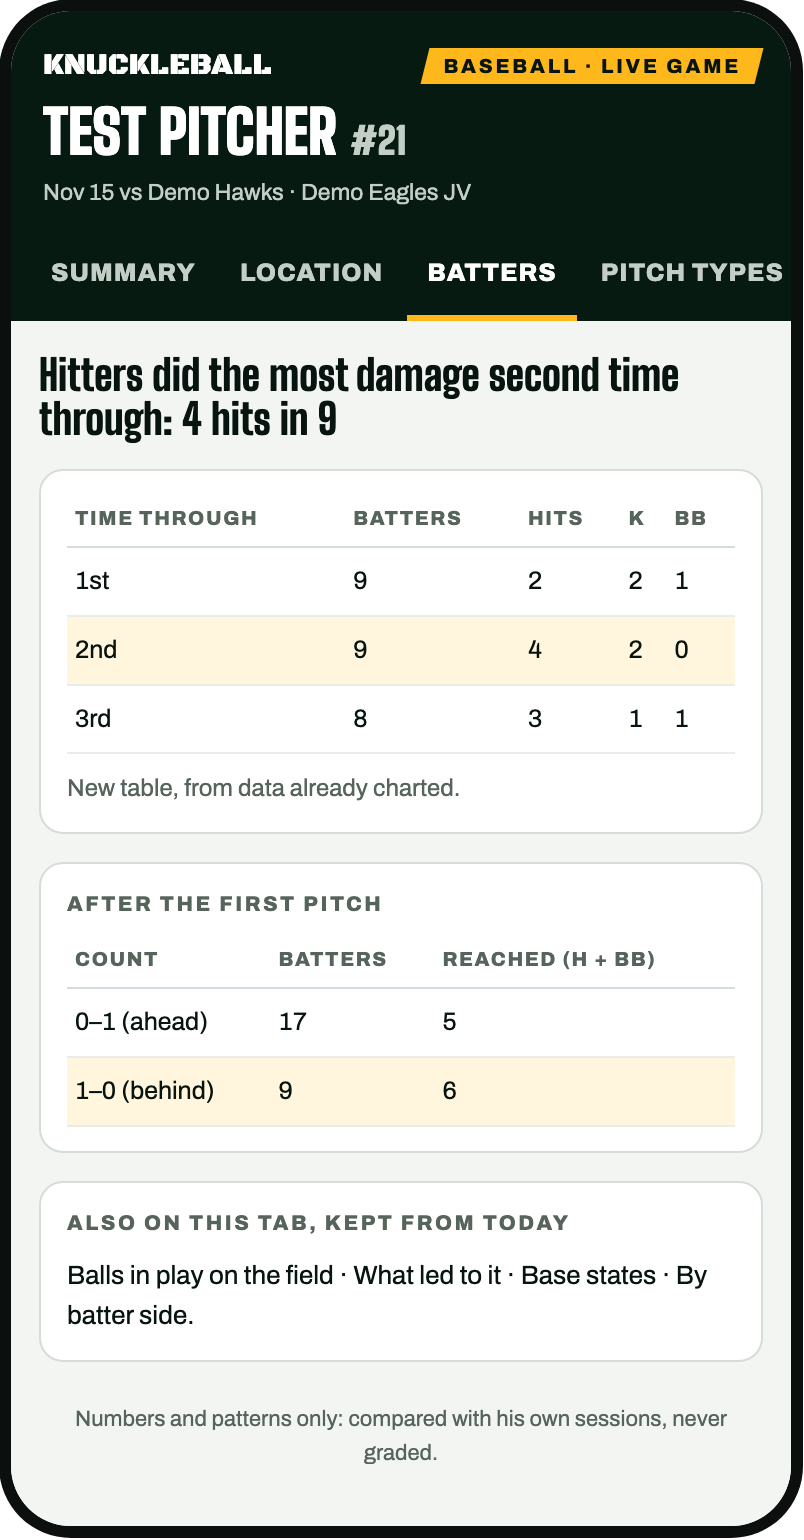 KNUCKLEBALL
BASEBALL · LIVE GAME
TEST PITCHER #21
Nov 15 vs Demo Hawks · Demo Eagles JV
SUMMARY LOCATION BATTERS PITCH TYPES
Hitters did the most damage second time
through: 4 hits in 9
TIME THROUGH BATTERS HITS K BB
1st 9 2 2 1
2nd 9 4 2 0
3rd 8 3 1 1
New table, from data already charted.
AFTER THE FIRST PITCH
COUNT BATTERS REACHED (H + BB)
0–1 (ahead) 17 5
1–0 (behind) 9 6
ALSO ON THIS TAB, KEPT FROM TODAY
Balls in play on the field · What led to it · Base states · By
batter side.
Numbers and patterns only: compared with his own sessions, never
graded.